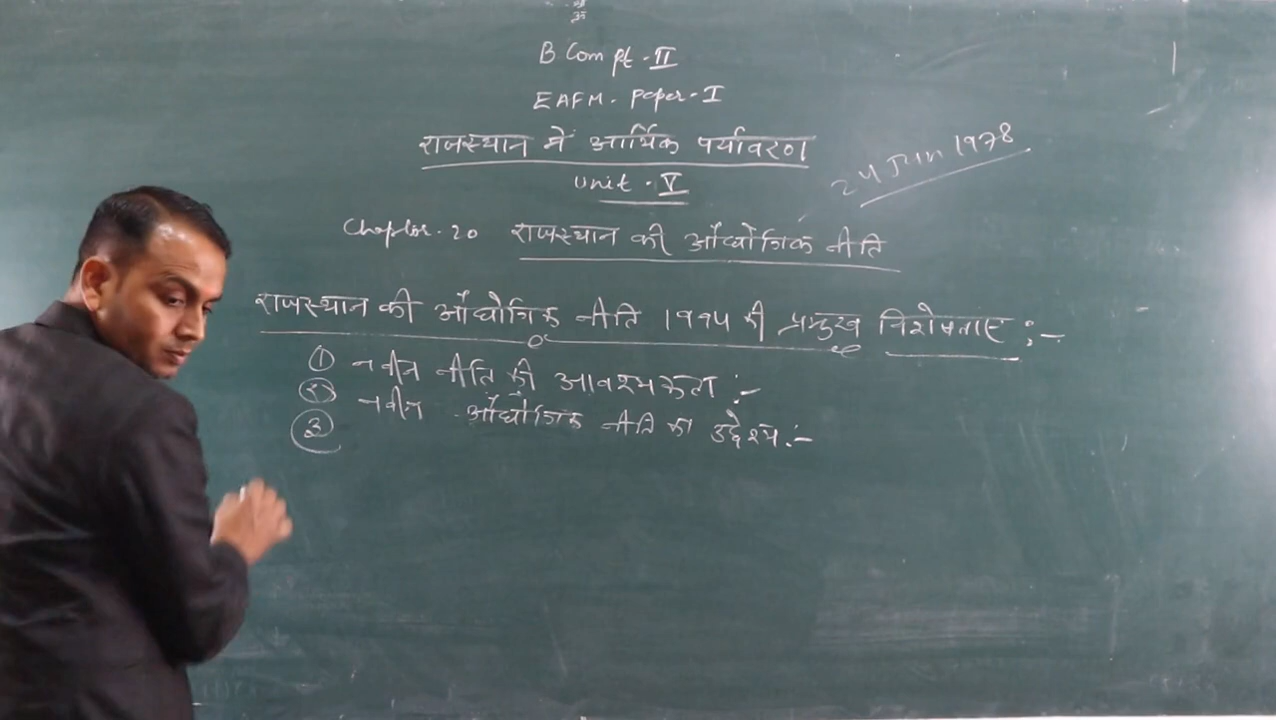 B Com pt - II
EAFM. Paper - I
राजस्थान में आर्थिक पर्यावरण
24 Jun 1978
Unit - V
Chapter. 20 राजस्थान की औद्योगिक नीति
राजस्थान की औद्योगिक नीति 1994 की प्रमुख विशेषताए :-
① नवीन नीति की आवश्यकता :-
② नवीन औद्योगिक नीति का उद्देश्य :-
③